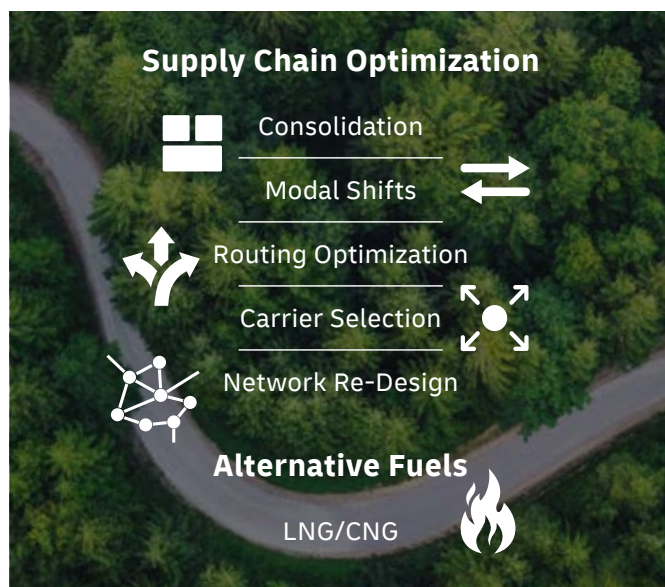 Supply Chain Optimization
Consolidation
Modal Shifts
Routing Optimization
Carrier Selection
Network Re-Design
Alternative Fuels
LNG/CNG